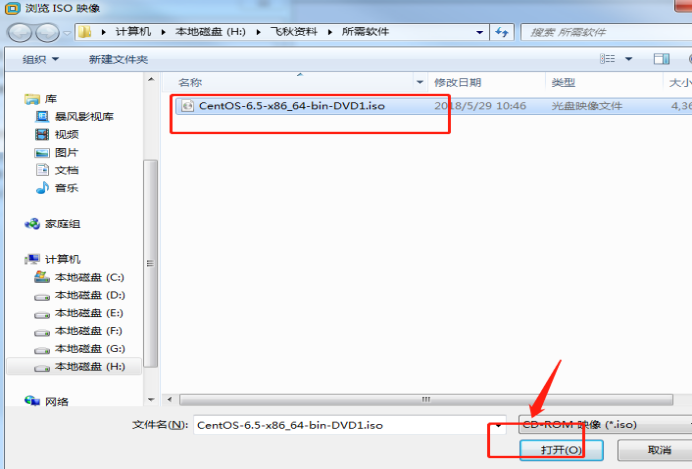 浏览 ISO 映像
计算机 本地磁盘 (H:) 飞秋资料 所需软件
搜索 所需软件
组织 新建文件夹
名称 修改日期 类型 大小
CentOS-6.5-x86_64-bin-DVD1.iso 2018/5/29 10:46 光盘映像文件 4,36
库
暴风影视库
视频
图片
文档
音乐
家庭组
计算机
本地磁盘 (C:)
本地磁盘 (D:)
本地磁盘 (E:)
本地磁盘 (F:)
本地磁盘 (G:)
本地磁盘 (H:)
网络
文件名(N): CentOS-6.5-x86_64-bin-DVD1.iso
CD-ROM 映像 (*.iso)
打开(O) 取消